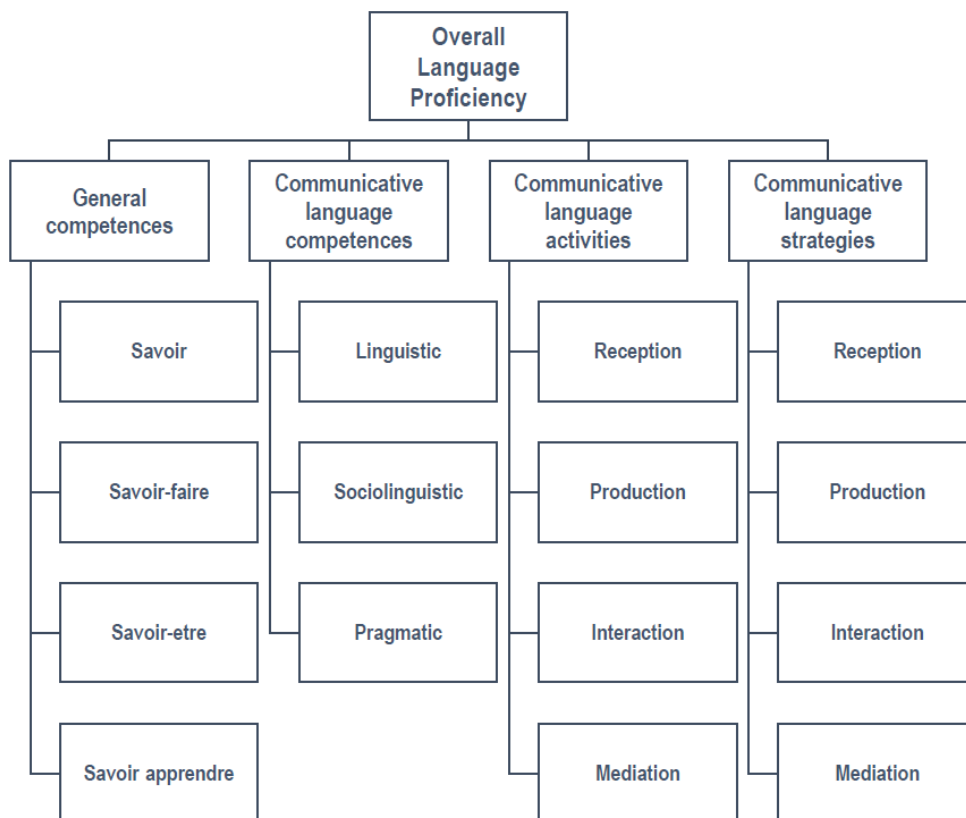 Overall
Language
Proficiency
General
competences
Communicative
language
competences
Communicative
language
activities
Communicative
language
strategies
Savoir
Linguistic
Reception
Reception
Savoir-faire
Sociolinguistic
Production
Production
Savoir-etre
Pragmatic
Interaction
Interaction
Savoir apprendre
Mediation
Mediation